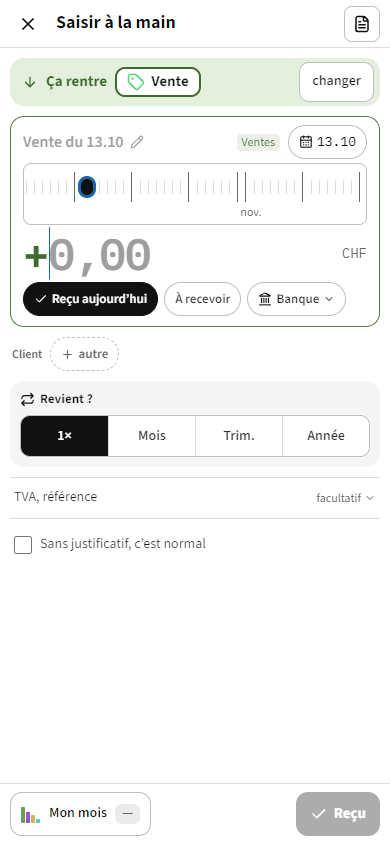 Saisir à la main
Ça rentre
Vente
changer
Vente du 13.10
Ventes
13.10
nov.
+0,00
CHF
Reçu aujourd’hui
À recevoir
Banque
Client
+ autre
Revient ?
1×
Mois
Trim.
Année
TVA, référence
facultatif
Sans justificatif, c’est normal
Mon mois
—
Reçu